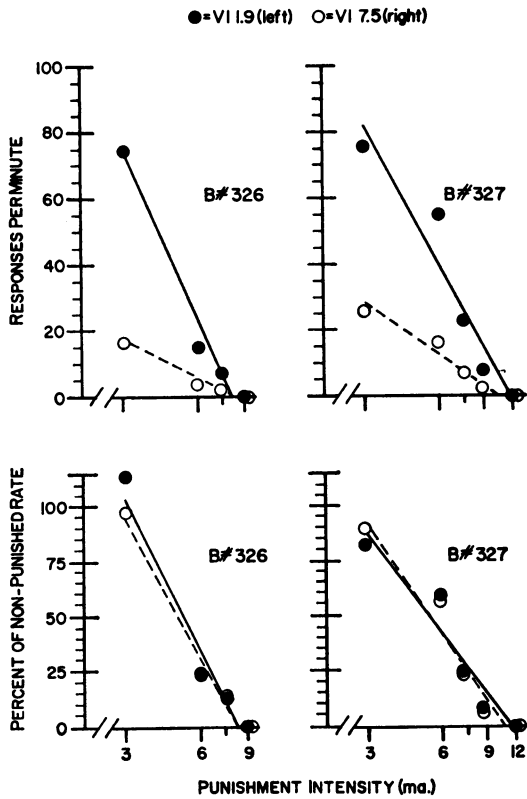 ●=VI 1.9 (left) ○=VI 7.5 (right)
RESPONSES PER MINUTE
100
80
60
40
20
0
B#326
B#327
PERCENT OF NON-PUNISHED RATE
100
75
50
25
0
B#326
B#327
3 6 9
3 6 9 12
PUNISHMENT INTENSITY (ma.)